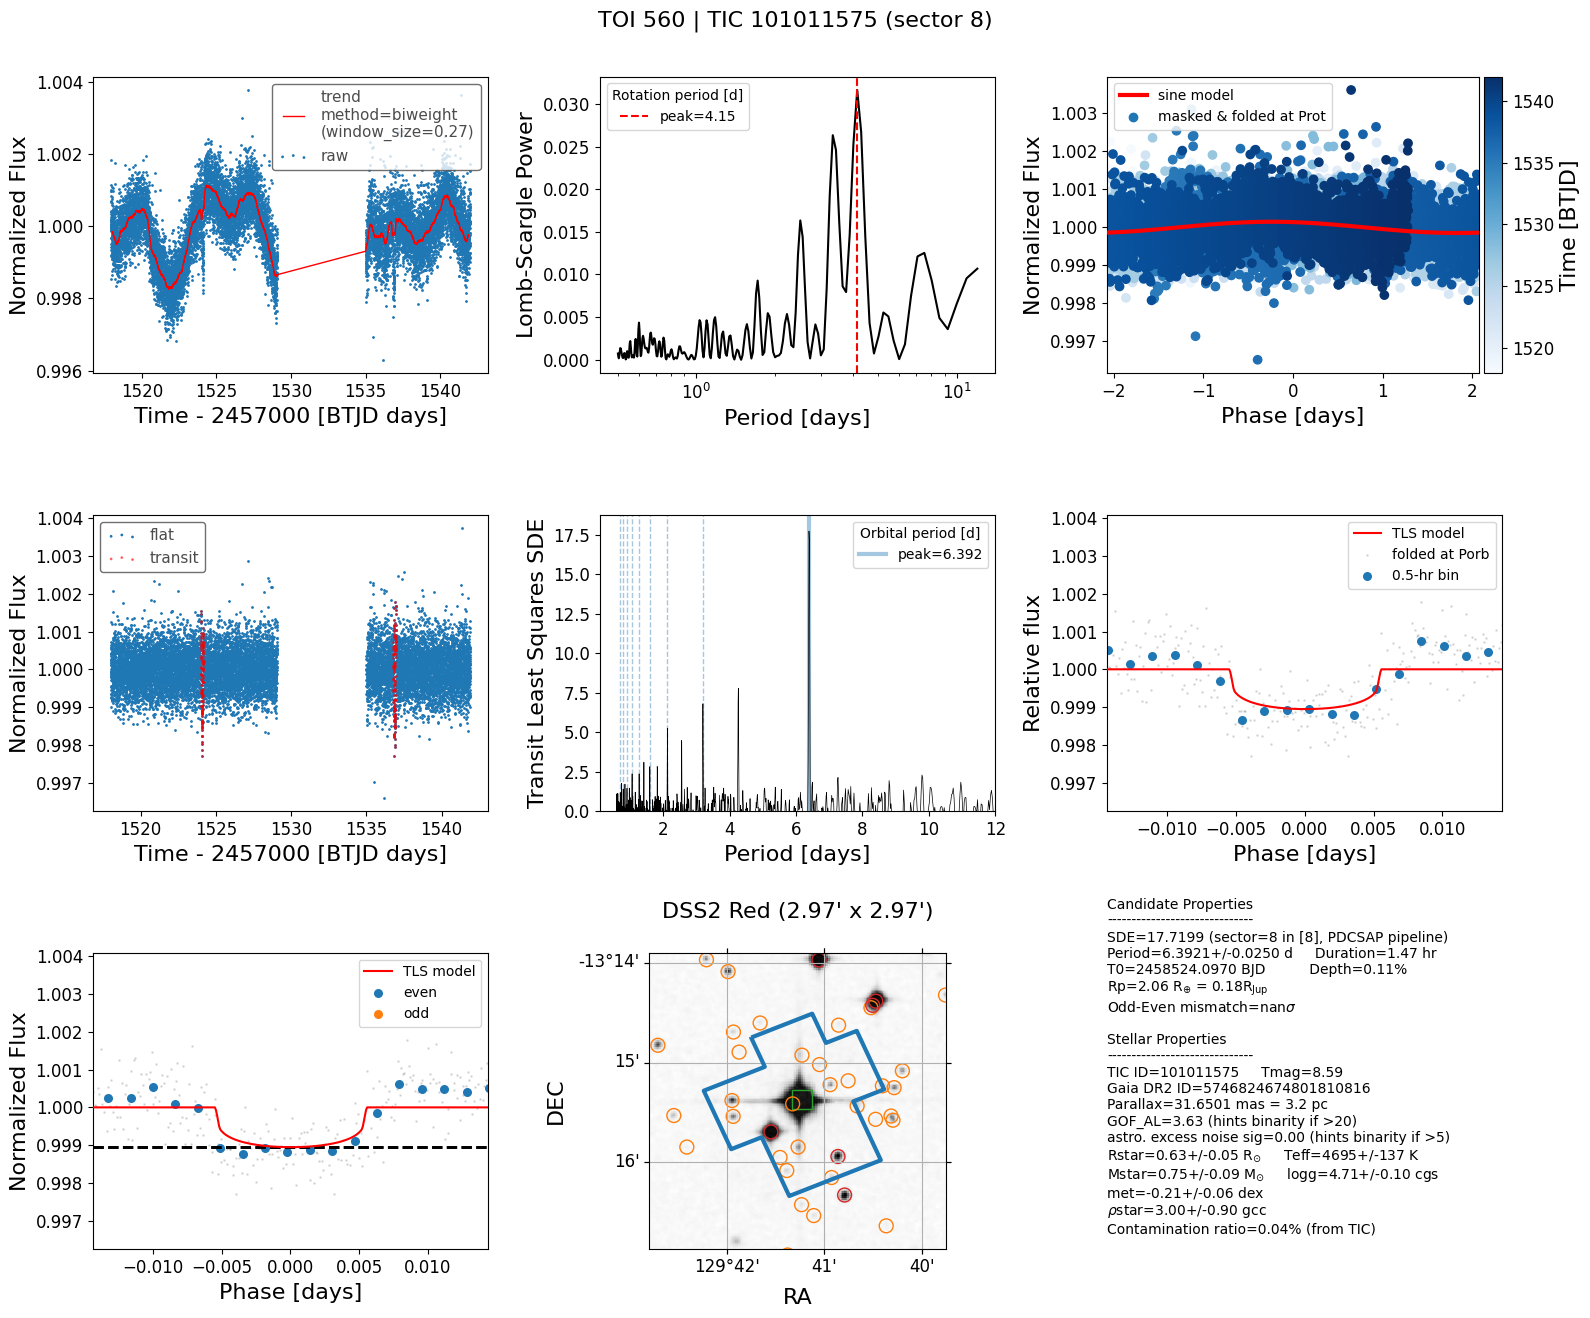 TOI 560 | TIC 101011575 (sector 8)
Normalized Flux
1.004
1.002
1.000
0.998
0.996
trend
method=biweight
(window_size=0.27)
raw
1520
1525
1530
1535
1540
Time - 2457000 [BTJD days]
Lomb-Scargle Power
0.030
0.025
0.020
0.015
0.010
0.005
0.000
Rotation period [d]
peak=4.15
10^0
10^1
Period [days]
Normalized Flux
1.003
1.002
1.001
1.000
0.999
0.998
0.997
sine model
masked & folded at Prot
−2
−1
0
1
2
Phase [days]
1540
1535
1530
1525
1520
Time [BTJD]
Normalized Flux
1.004
1.003
1.002
1.001
1.000
0.999
0.998
0.997
flat
transit
1520
1525
1530
1535
1540
Time - 2457000 [BTJD days]
Transit Least Squares SDE
17.5
15.0
12.5
10.0
7.5
5.0
2.5
0.0
Orbital period [d]
peak=6.392
2
4
6
8
10
12
Period [days]
Relative flux
1.004
1.003
1.002
1.001
1.000
0.999
0.998
0.997
TLS model
folded at Porb
0.5-hr bin
−0.010
−0.005
0.000
0.005
0.010
Phase [days]
Normalized Flux
1.004
1.003
1.002
1.001
1.000
0.999
0.998
0.997
TLS model
even
odd
−0.010
−0.005
0.000
0.005
0.010
Phase [days]
DSS2 Red (2.97' x 2.97')
DEC
-13°14'
15'
16'
129°42'
41'
40'
RA
Candidate Properties
------------------------------
SDE=17.7199 (sector=8 in [8], PDCSAP pipeline)
Period=6.3921+/-0.0250 d Duration=1.47 hr
T0=2458524.0970 BJD Depth=0.11%
Rp=2.06 R⊕ = 0.18RJup
Odd-Even mismatch=nanσ
Stellar Properties
------------------------------
TIC ID=101011575 Tmag=8.59
Gaia DR2 ID=5746824674801810816
Parallax=31.6501 mas = 3.2 pc
GOF_AL=3.63 (hints binarity if >20)
astro. excess noise sig=0.00 (hints binarity if >5)
Rstar=0.63+/-0.05 R⊙ Teff=4695+/-137 K
Mstar=0.75+/-0.09 M⊙ logg=4.71+/-0.10 cgs
met=-0.21+/-0.06 dex
ρstar=3.00+/-0.90 gcc
Contamination ratio=0.04% (from TIC)